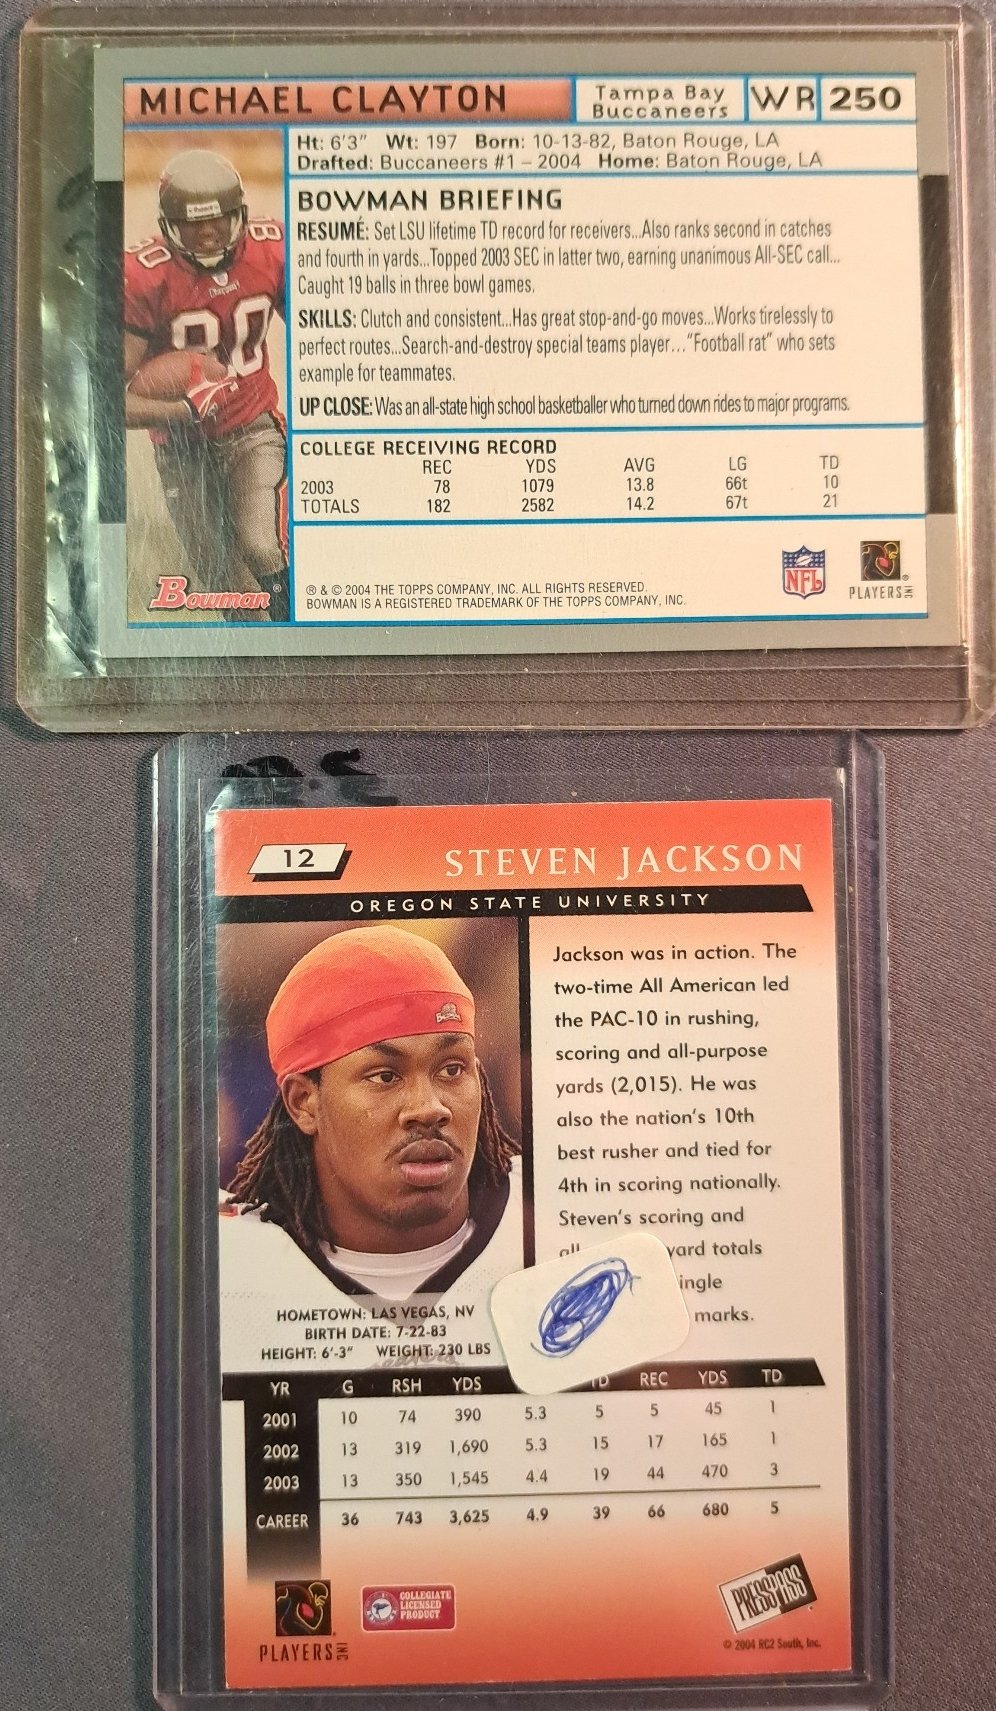 MICHAEL CLAYTON
Tampa Bay
Buccaneers
WR
250
Ht: 6'3" Wt: 197 Born: 10-13-82, Baton Rouge, LA
Drafted: Buccaneers #1 – 2004 Home: Baton Rouge, LA
BOWMAN BRIEFING
RESUMÉ: Set LSU lifetime TD record for receivers...Also ranks second in catches
and fourth in yards...Topped 2003 SEC in latter two, earning unanimous All-SEC call...
Caught 19 balls in three bowl games.
SKILLS: Clutch and consistent...Has great stop-and-go moves...Works tirelessly to
perfect routes...Search-and-destroy special teams player..."Football rat" who sets
example for teammates.
UP CLOSE: Was an all-state high school basketballer who turned down rides to major programs.
COLLEGE RECEIVING RECORD
REC YDS AVG LG TD
2003 78 1079 13.8 66t 10
TOTALS 182 2582 14.2 67t 21
80
80
Bowman®
® & © 2004 THE TOPPS COMPANY, INC. ALL RIGHTS RESERVED.
BOWMAN IS A REGISTERED TRADEMARK OF THE TOPPS COMPANY, INC.
NFL
PLAYERS INC ®
12
STEVEN JACKSON
OREGON STATE UNIVERSITY
Jackson was in action. The
two-time All American led
the PAC-10 in rushing,
scoring and all-purpose
yards (2,015). He was
also the nation's 10th
best rusher and tied for
4th in scoring nationally.
Steven's scoring and
yard totals
marks.
HOMETOWN: LAS VEGAS, NV
BIRTH DATE: 7-22-83
HEIGHT: 6'-3" WEIGHT: 230 LBS
YR G RSH YDS TD REC YDS TD
2001 10 74 390 5.3 5 5 45 1
2002 13 319 1,690 5.3 15 17 165 1
2003 13 350 1,545 4.4 19 44 470 3
CAREER 36 743 3,625 4.9 39 66 680 5
PLAYERS INC
COLLEGIATE
LICENSED
PRODUCT
PRESS PASS
© 2004 RC2 South, Inc.